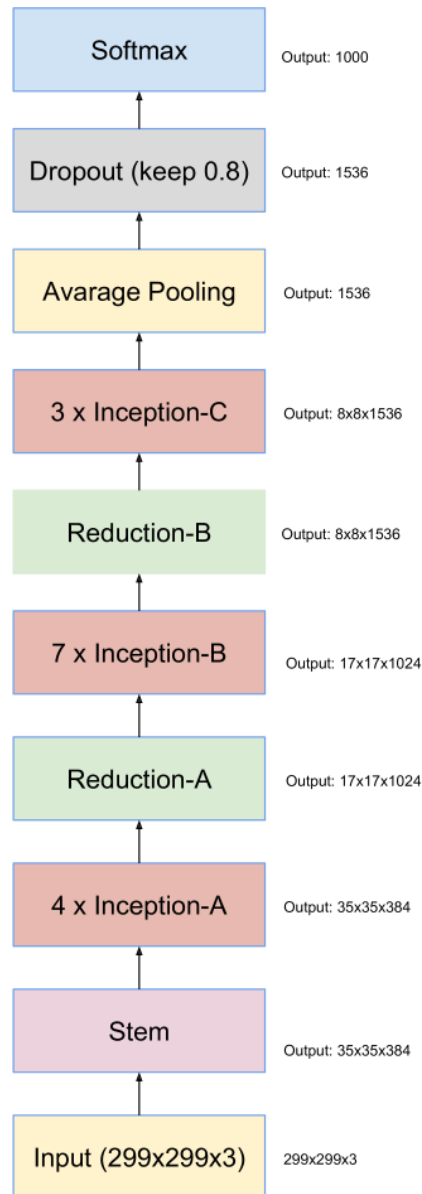 Softmax
Output: 1000
Dropout (keep 0.8)
Output: 1536
Avarage Pooling
Output: 1536
3 x Inception-C
Output: 8x8x1536
Reduction-B
Output: 8x8x1536
7 x Inception-B
Output: 17x17x1024
Reduction-A
Output: 17x17x1024
4 x Inception-A
Output: 35x35x384
Stem
Output: 35x35x384
Input (299x299x3)
299x299x3